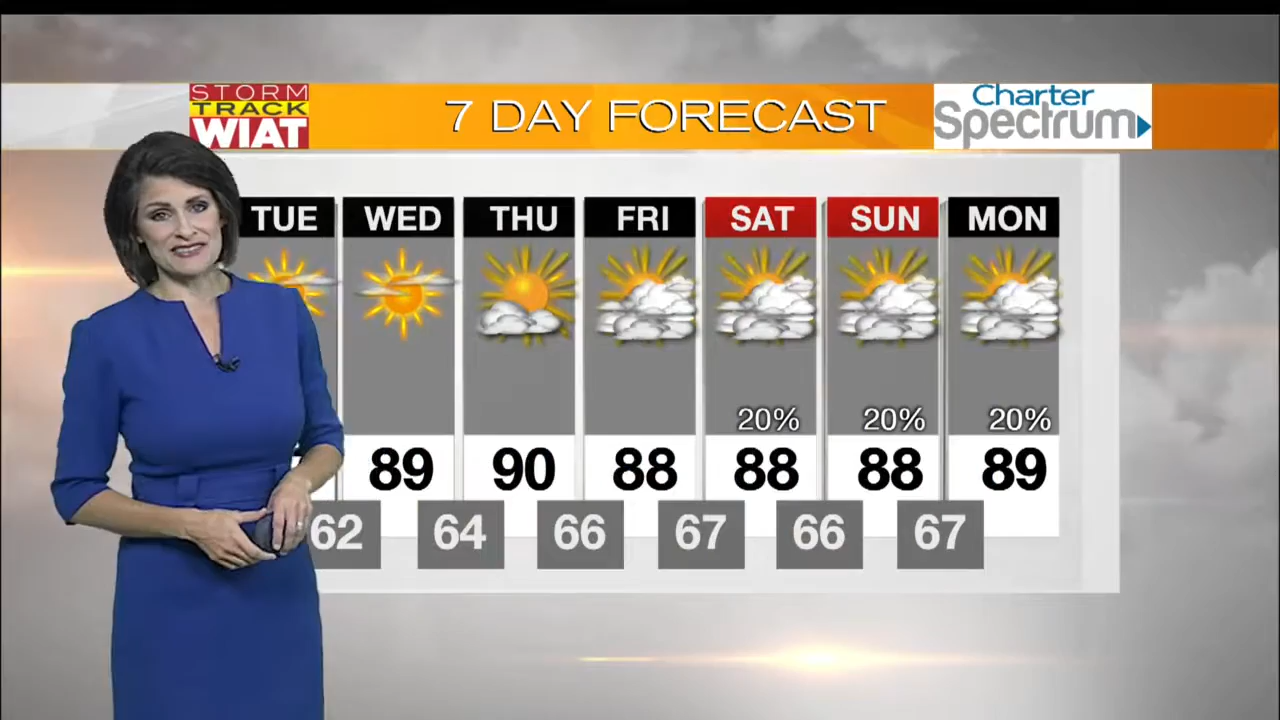 STORM
TRACK
WIAT
7 DAY FORECAST
Charter
Spectrum
TUE WED THU FRI SAT SUN MON
20% 20% 20%
89 90 88 88 88 89
62 64 66 67 66 67